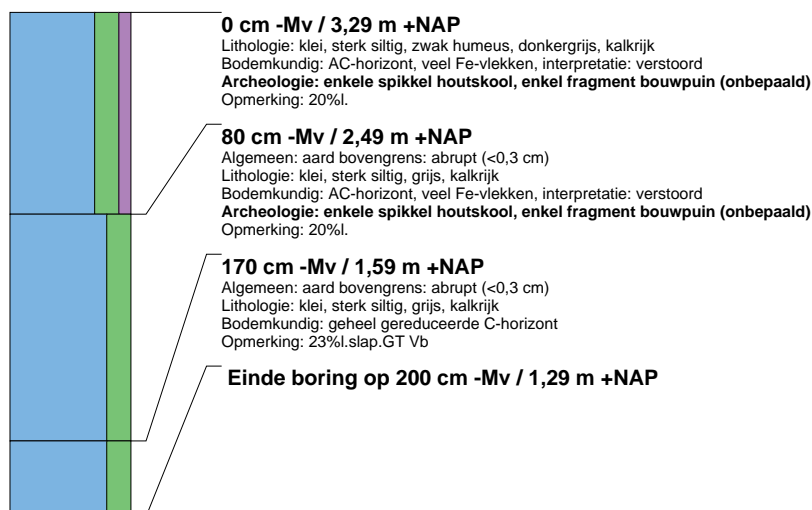 0 cm -Mv / 3,29 m +NAP
Lithologie: klei, sterk siltig, zwak humeus, donkergrijs, kalkrijk
Bodemkundig: AC-horizont, veel Fe-vlekken, interpretatie: verstoord
Archeologie: enkele spikkel houtskool, enkel fragment bouwpuin (onbepaald)
Opmerking: 20%l.
80 cm -Mv / 2,49 m +NAP
Algemeen: aard bovengrens: abrupt (<0,3 cm)
Lithologie: klei, sterk siltig, grijs, kalkrijk
Bodemkundig: AC-horizont, veel Fe-vlekken, interpretatie: verstoord
Archeologie: enkele spikkel houtskool, enkel fragment bouwpuin (onbepaald)
Opmerking: 20%l.
170 cm -Mv / 1,59 m +NAP
Algemeen: aard bovengrens: abrupt (<0,3 cm)
Lithologie: klei, sterk siltig, grijs, kalkrijk
Bodemkundig: geheel gereduceerde C-horizont
Opmerking: 23%l.slap.GT Vb
Einde boring op 200 cm -Mv / 1,29 m +NAP